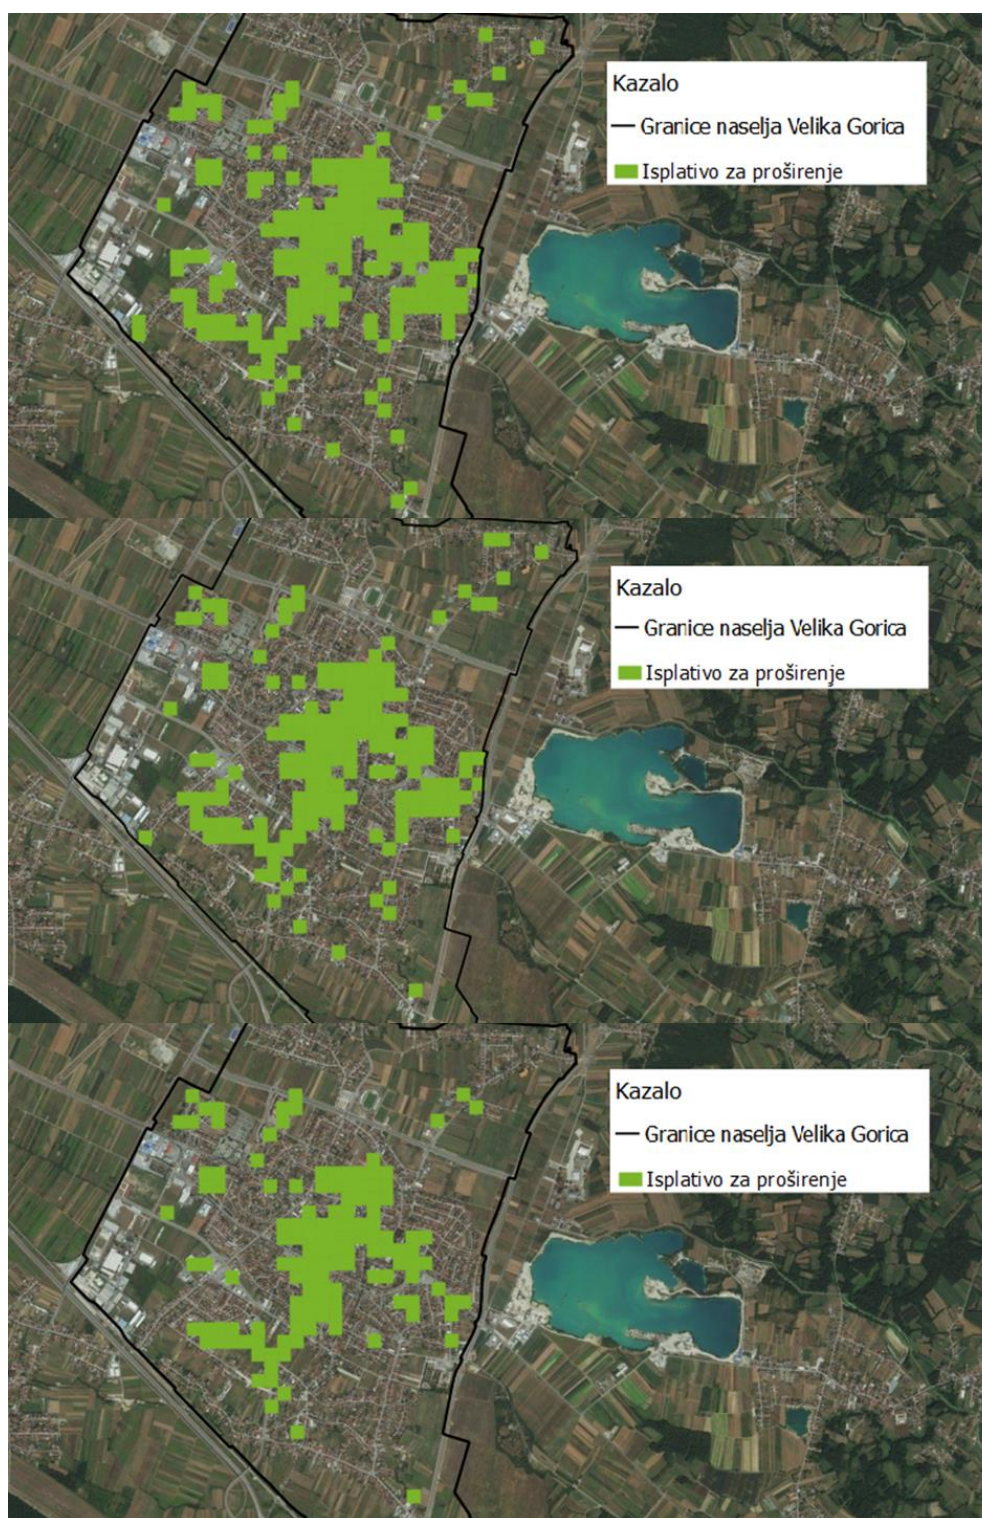 Kazalo
Granice naselja Velika Gorica
Isplativo za proširenje
Kazalo
Granice naselja Velika Gorica
Isplativo za proširenje
Kazalo
Granice naselja Velika Gorica
Isplativo za proširenje